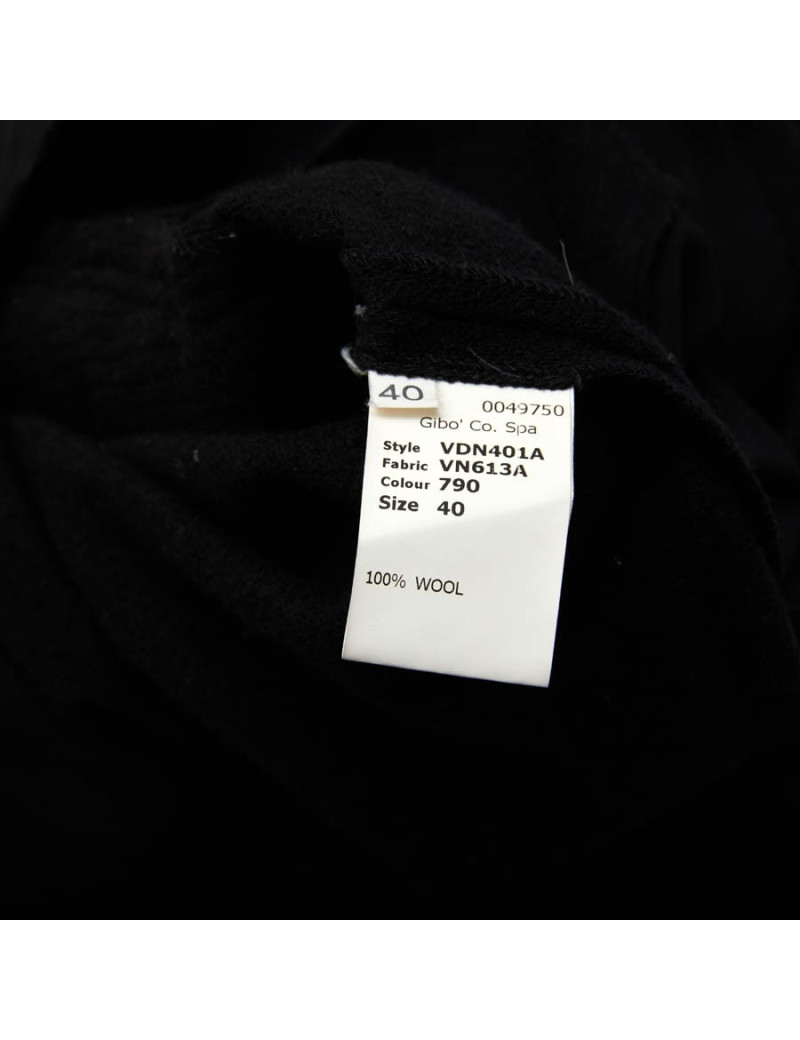 40
0049750
Gibo' Co. Spa
Style VDN401A
Fabric VN613A
Colour 790
Size 40
100% WOOL